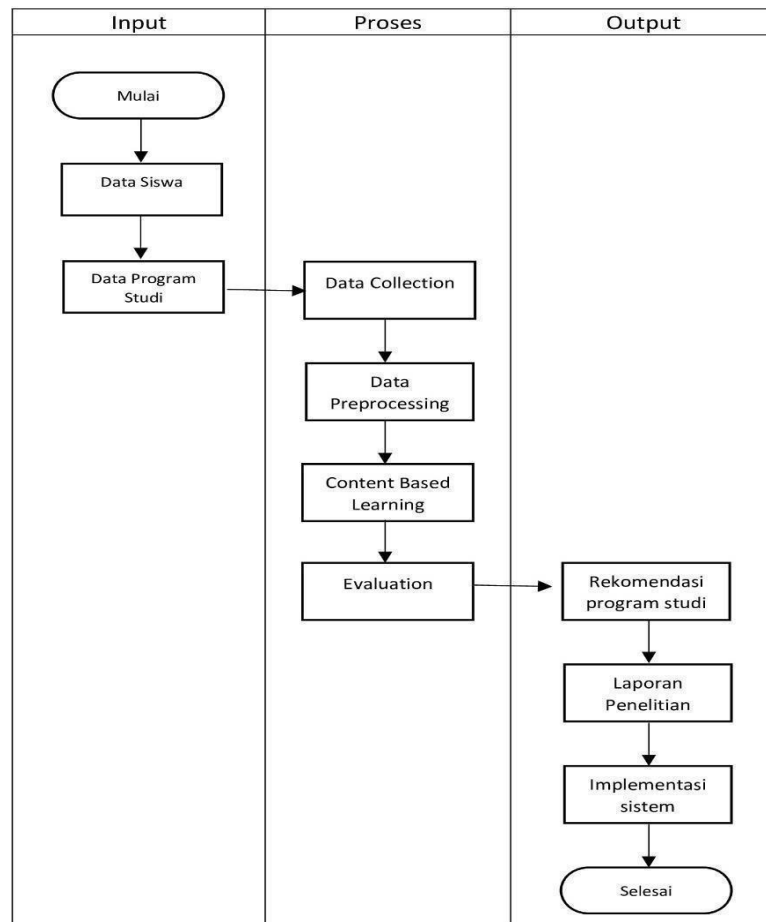 Input
Proses
Output
Mulai
Data Siswa
Data Program
Studi
Data Collection
Data
Preprocessing
Content Based
Learning
Evaluation
Rekomendasi
program studi
Laporan
Penelitian
Implementasi
sistem
Selesai